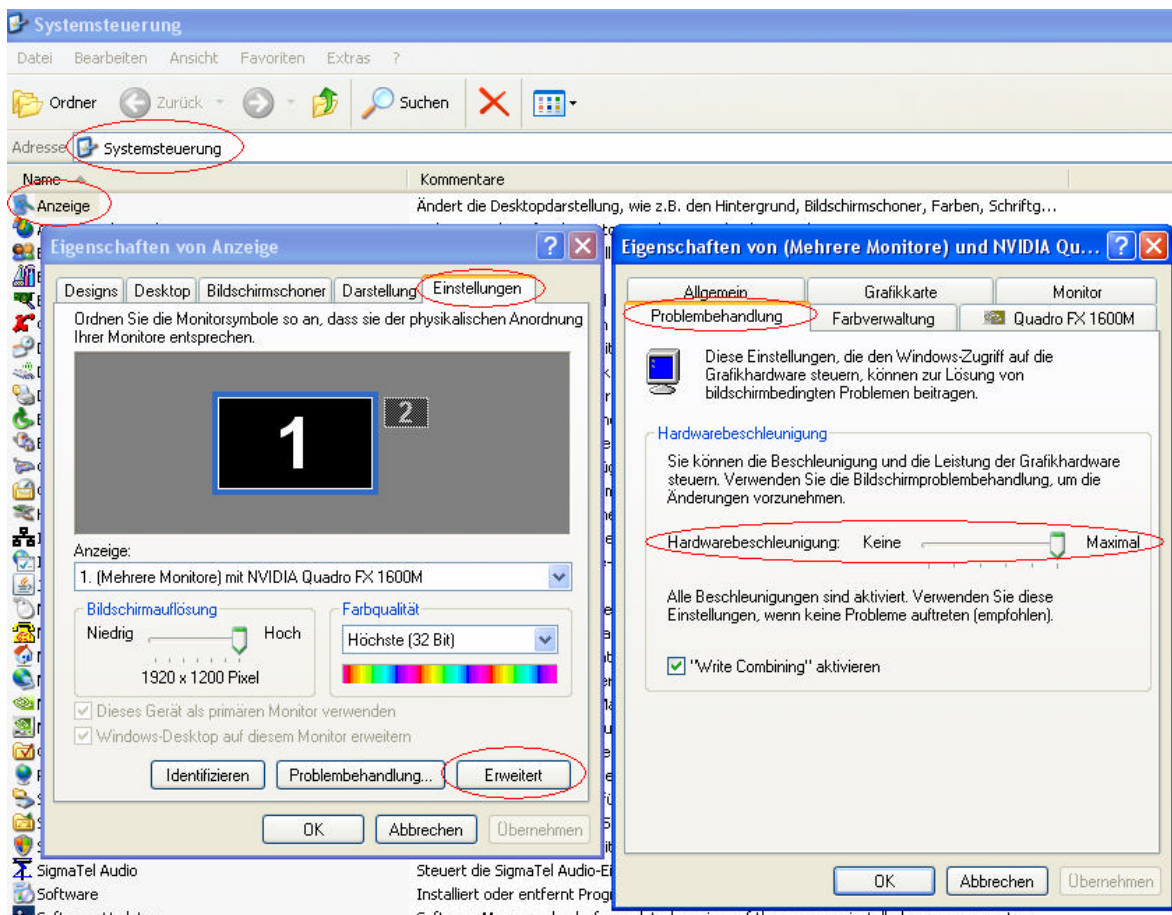 Systemsteuerung
Datei Bearbeiten Ansicht Favoriten Extras ?
Ordner Zurück Suchen
Adresse Systemsteuerung
Name Kommentare
Anzeige Ändert die Desktopdarstellung, wie z.B. den Hintergrund, Bildschirmschoner, Farben, Schriftg...
Eigenschaften von Anzeige
Designs Desktop Bildschirmschoner Darstellung Einstellungen
Ordnen Sie die Monitorsymbole so an, dass sie der physikalischen Anordnung
Ihrer Monitore entsprechen.
1 2
Anzeige:
1. (Mehrere Monitore) mit NVIDIA Quadro FX 1600M
Bildschirmauflösung Farbqualität
Niedrig Hoch Höchste (32 Bit)
1920 x 1200 Pixel
Dieses Gerät als primären Monitor verwenden
Windows-Desktop auf diesem Monitor erweitern
Identifizieren Problembehandlung... Erweitert
OK Abbrechen Übernehmen
Eigenschaften von (Mehrere Monitore) und NVIDIA Qu...
Allgemein Grafikkarte Monitor
Problembehandlung Farbverwaltung Quadro FX 1600M
Diese Einstellungen, die den Windows-Zugriff auf die
Grafikhardware steuern, können zur Lösung von
bildschirmbedingten Problemen beitragen.
Hardwarebeschleunigung
Sie können die Beschleunigung und die Leistung der Grafikhardware
steuern. Verwenden Sie die Bildschirmproblembehandlung, um die
Änderungen vorzunehmen.
Hardwarebeschleunigung: Keine Maximal
Alle Beschleunigungen sind aktiviert. Verwenden Sie diese
Einstellungen, wenn keine Probleme auftreten (empfohlen).
"Write Combining" aktivieren
OK Abbrechen Übernehmen
SigmaTel Audio Steuert die SigmaTel Audio-Ei
Software Installiert oder entfernt Prog